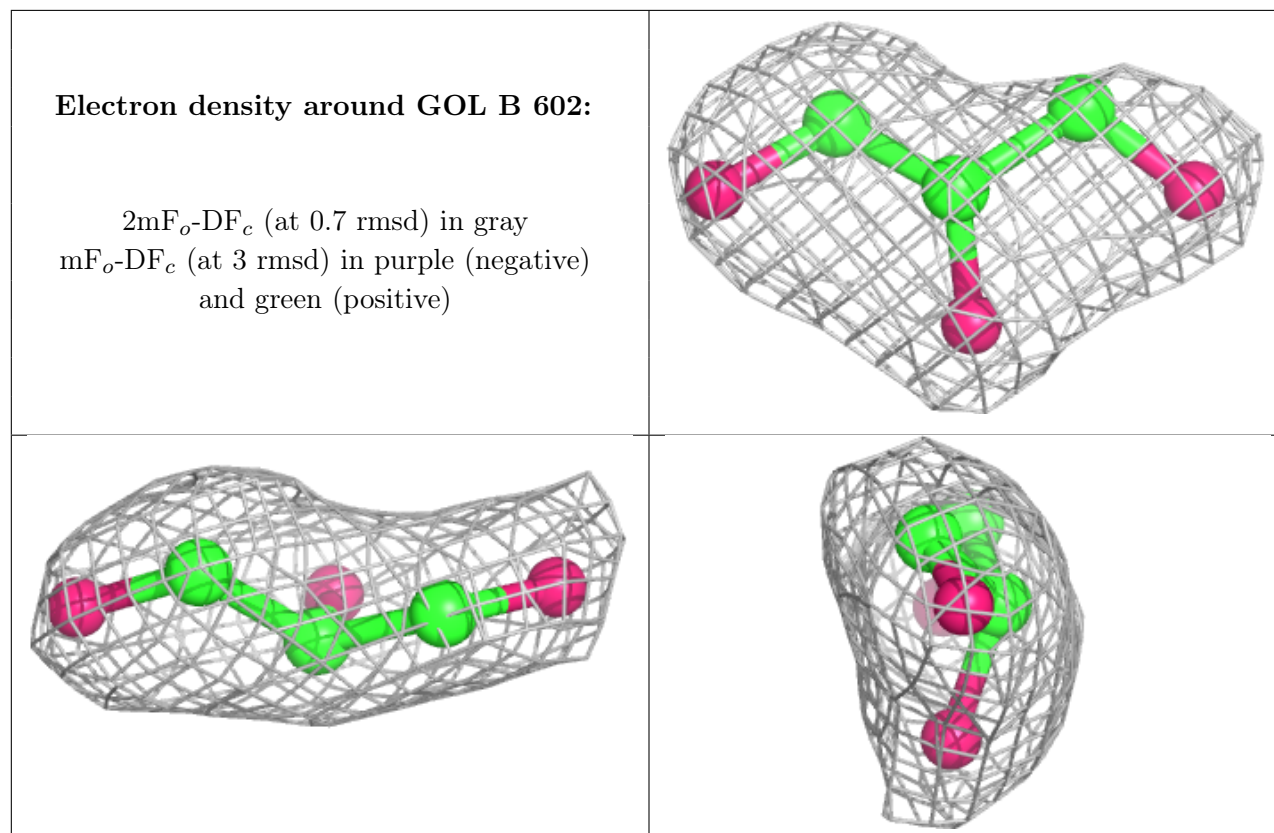 Electron density around GOL B 602:
2mFo-DFc (at 0.7 rmsd) in gray
mFo-DFc (at 3 rmsd) in purple (negative)
and green (positive)